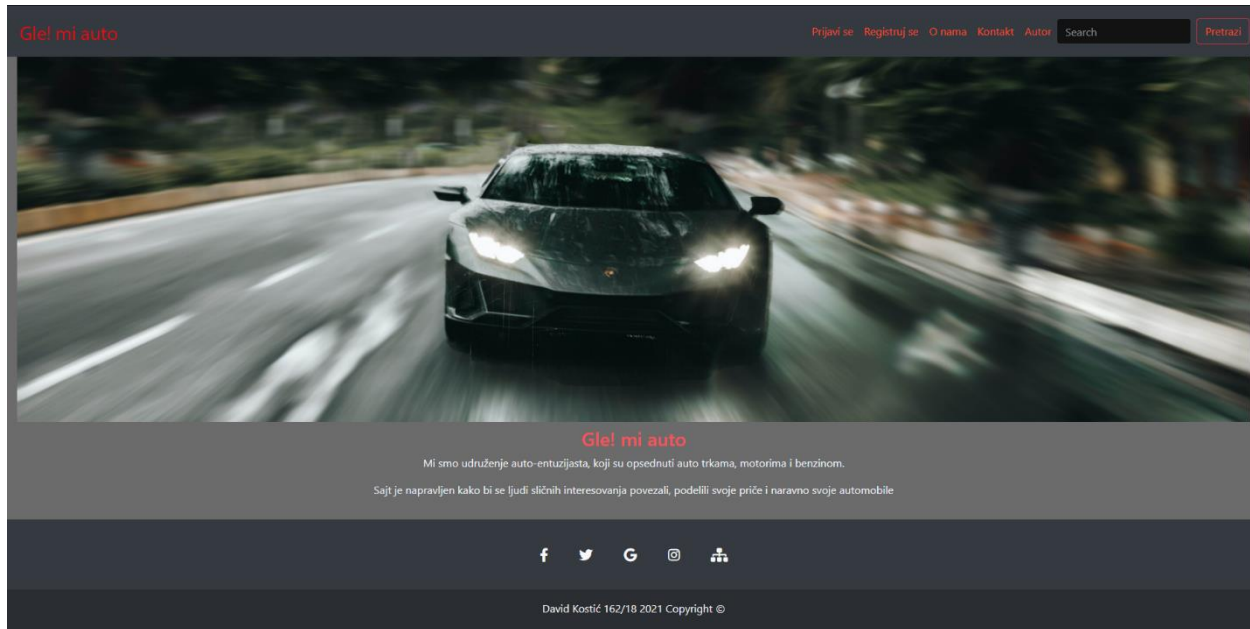 Gle! mi auto
Prijavi se Registruj se O nama Kontakt Autor Search Pretrazi
Gle! mi auto
Mi smo udruženje auto-entuzijasta, koji su opsednuti auto trkama, motorima i benzinom.
Sajt je napravljen kako bi se ljudi sličnih interesovanja povezali, podelili svoje priče i naravno svoje automobile
David Kostić 162/18 2021 Copyright ©